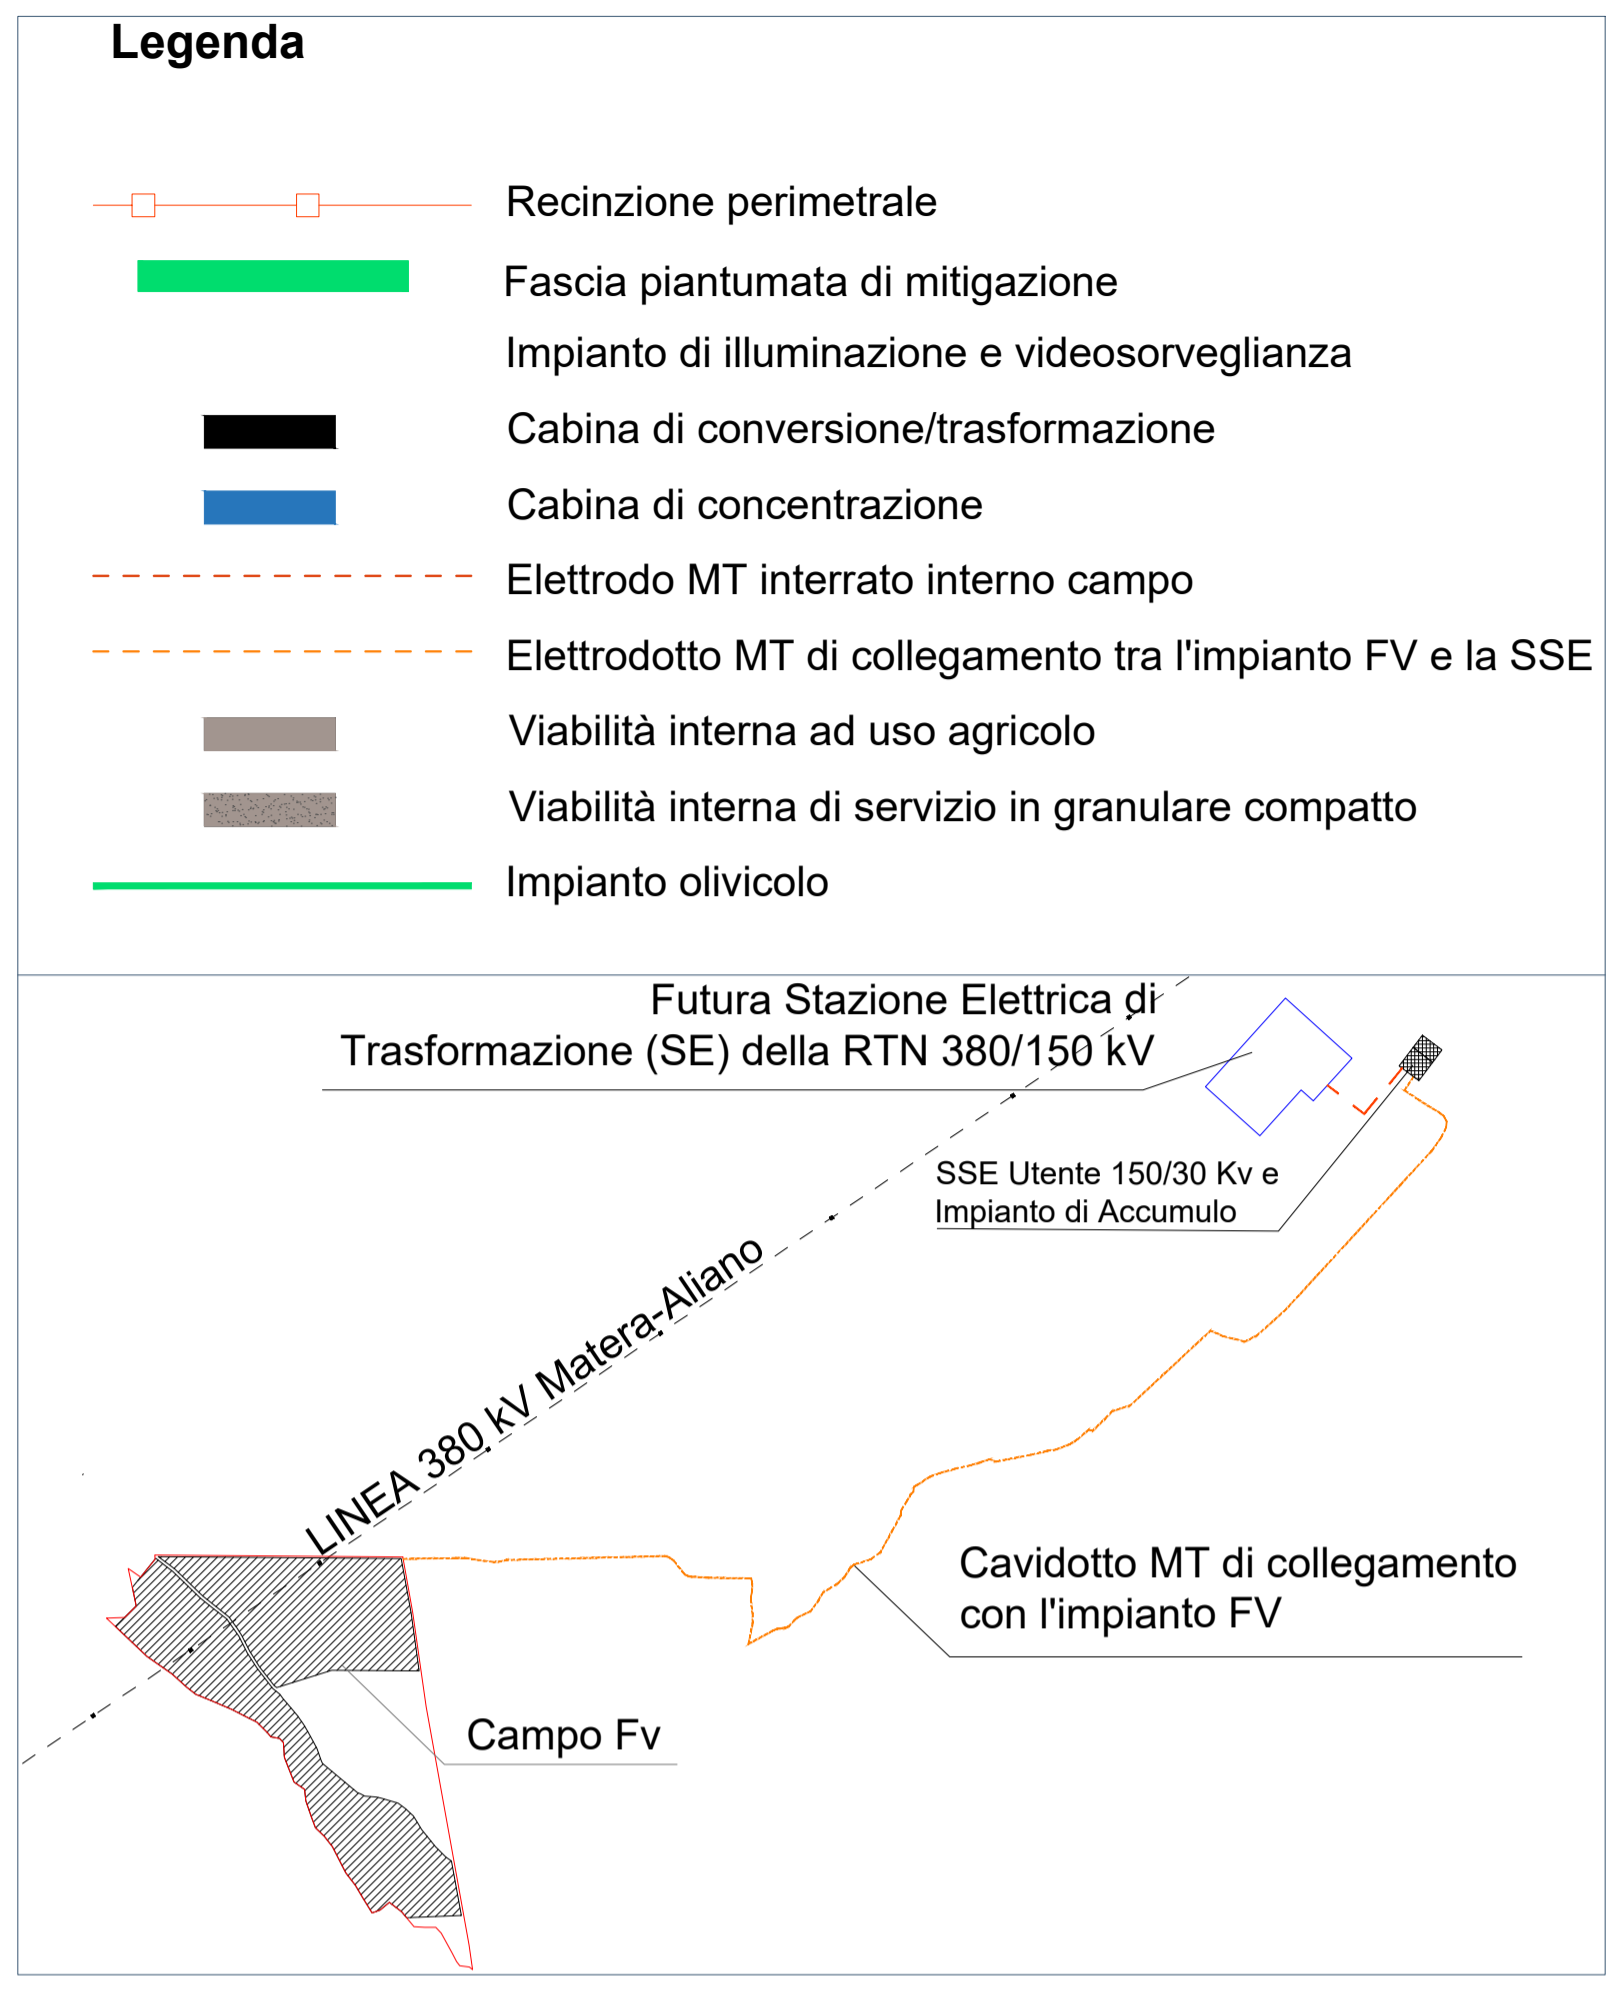 Legenda
Recinzione perimetrale
Fascia piantumata di mitigazione
Impianto di illuminazione e videosorveglianza
Cabina di conversione/trasformazione
Cabina di concentrazione
Elettrodo MT interrato interno campo
Elettrodotto MT di collegamento tra l'impianto FV e la SSE
Viabilità interna ad uso agricolo
Viabilità interna di servizio in granulare compatto
Impianto olivicolo
Futura Stazione Elettrica di
Trasformazione (SE) della RTN 380/150 kV
SSE Utente 150/30 Kv e
Impianto di Accumulo
LINEA 380 kV Matera-Aliano
Cavidotto MT di collegamento
con l'impianto FV
Campo Fv